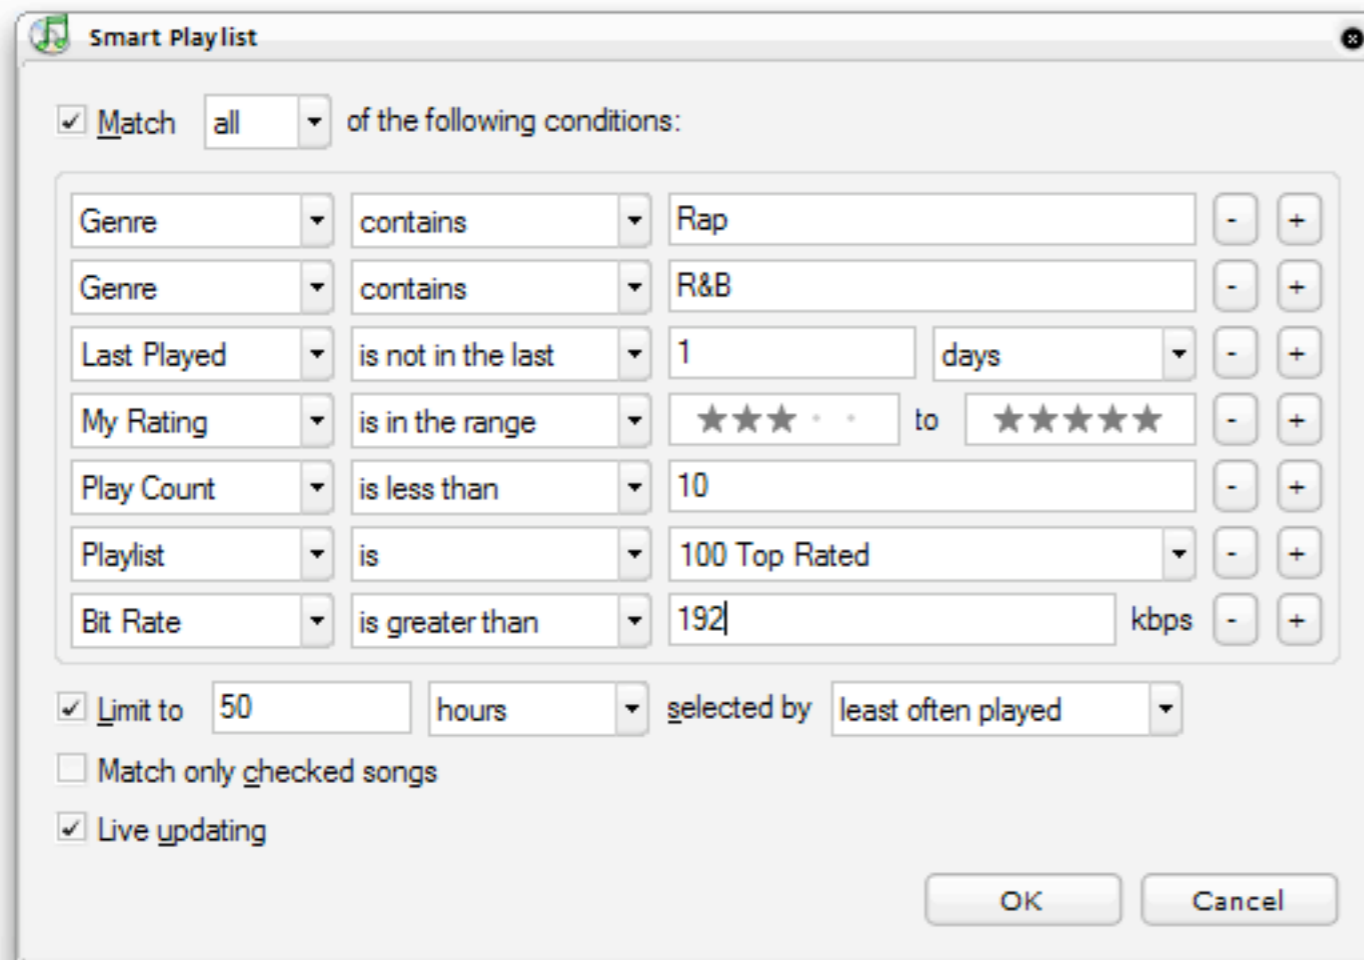 Smart Playlist
Match all of the following conditions:
Genre contains Rap - +
Genre contains R&B - +
Last Played is not in the last 1 days - +
My Rating is in the range ★★★·· to ★★★★★ - +
Play Count is less than 10 - +
Playlist is 100 Top Rated - +
Bit Rate is greater than 192 kbps - +
Limit to 50 hours selected by least often played
Match only checked songs
Live updating
OK Cancel